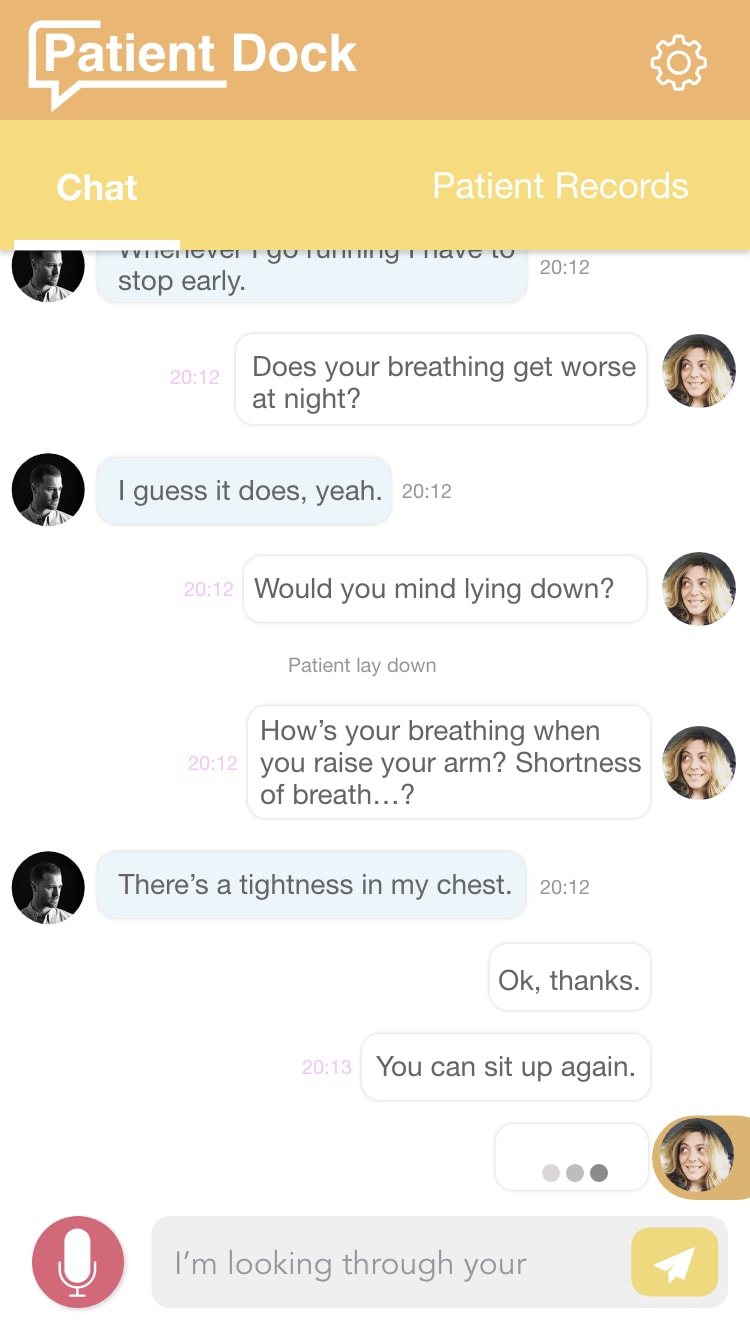 Patient Dock
Chat
Patient Records
Whenever I go running I have to
stop early.
20:12
Does your breathing get worse
at night?
20:12
I guess it does, yeah.
20:12
Would you mind lying down?
20:12
Patient lay down
How’s your breathing when
you raise your arm? Shortness
of breath…?
20:12
There’s a tightness in my chest.
20:12
Ok, thanks.
You can sit up again.
20:13
I’m looking through your